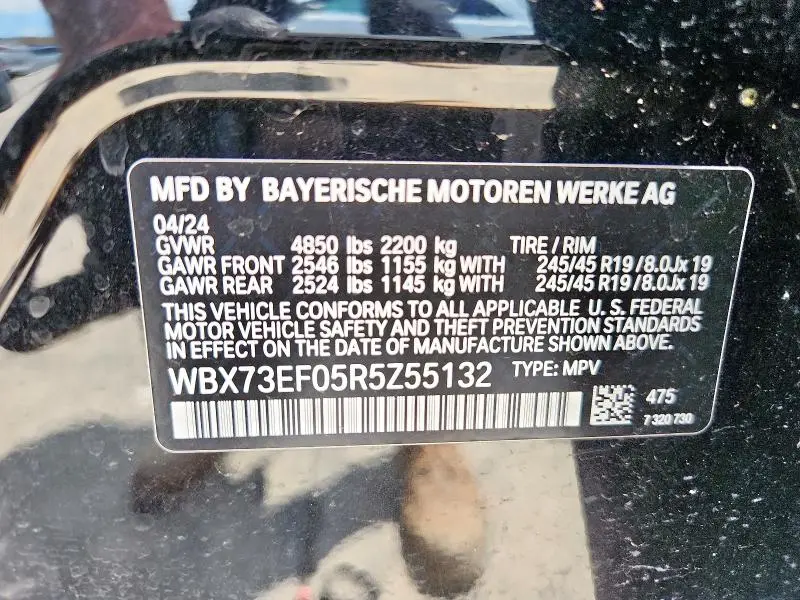 MFD BY BAYERISCHE MOTOREN WERKE AG
04/24
GVWR 4850 lbs 2200 kg TIRE / RIM
GAWR FRONT 2546 lbs 1155 kg WITH 245/45 R19/8.0Jx19
GAWR REAR 2524 lbs 1145 kg WITH 245/45 R19/8.0Jx19
THIS VEHICLE CONFORMS TO ALL APPLICABLE U. S. FEDERAL
MOTOR VEHICLE SAFETY AND THEFT PREVENTION STANDARDS
IN EFFECT ON THE DATE OF MANUFACTURE SHOWN ABOVE.
WBX73EF05R5Z55132 TYPE: MPV
475
7 320 730